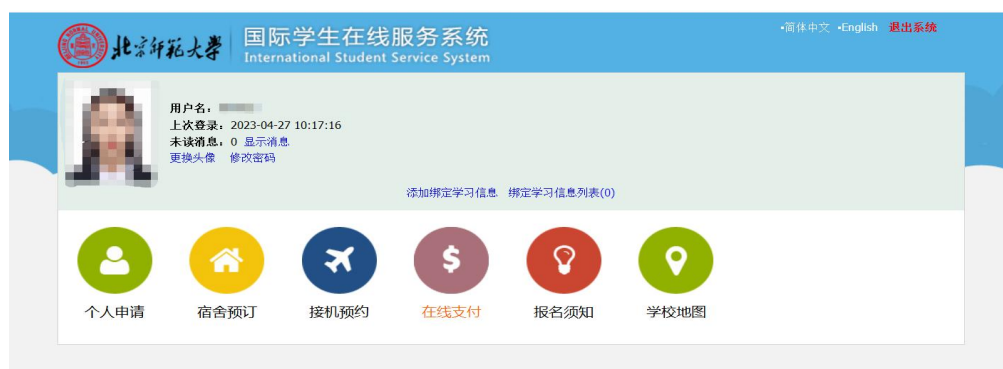 北京师范大学
国际学生在线服务系统
International Student Service System
•简体中文 •English 退出系统
用户名：
上次登录：2023-04-27 10:17:16
未读消息：0 显示消息
更换头像 修改密码
添加绑定学习信息 绑定学习信息列表(0)
个人申请 宿舍预订 接机预约 在线支付 报名须知 学校地图